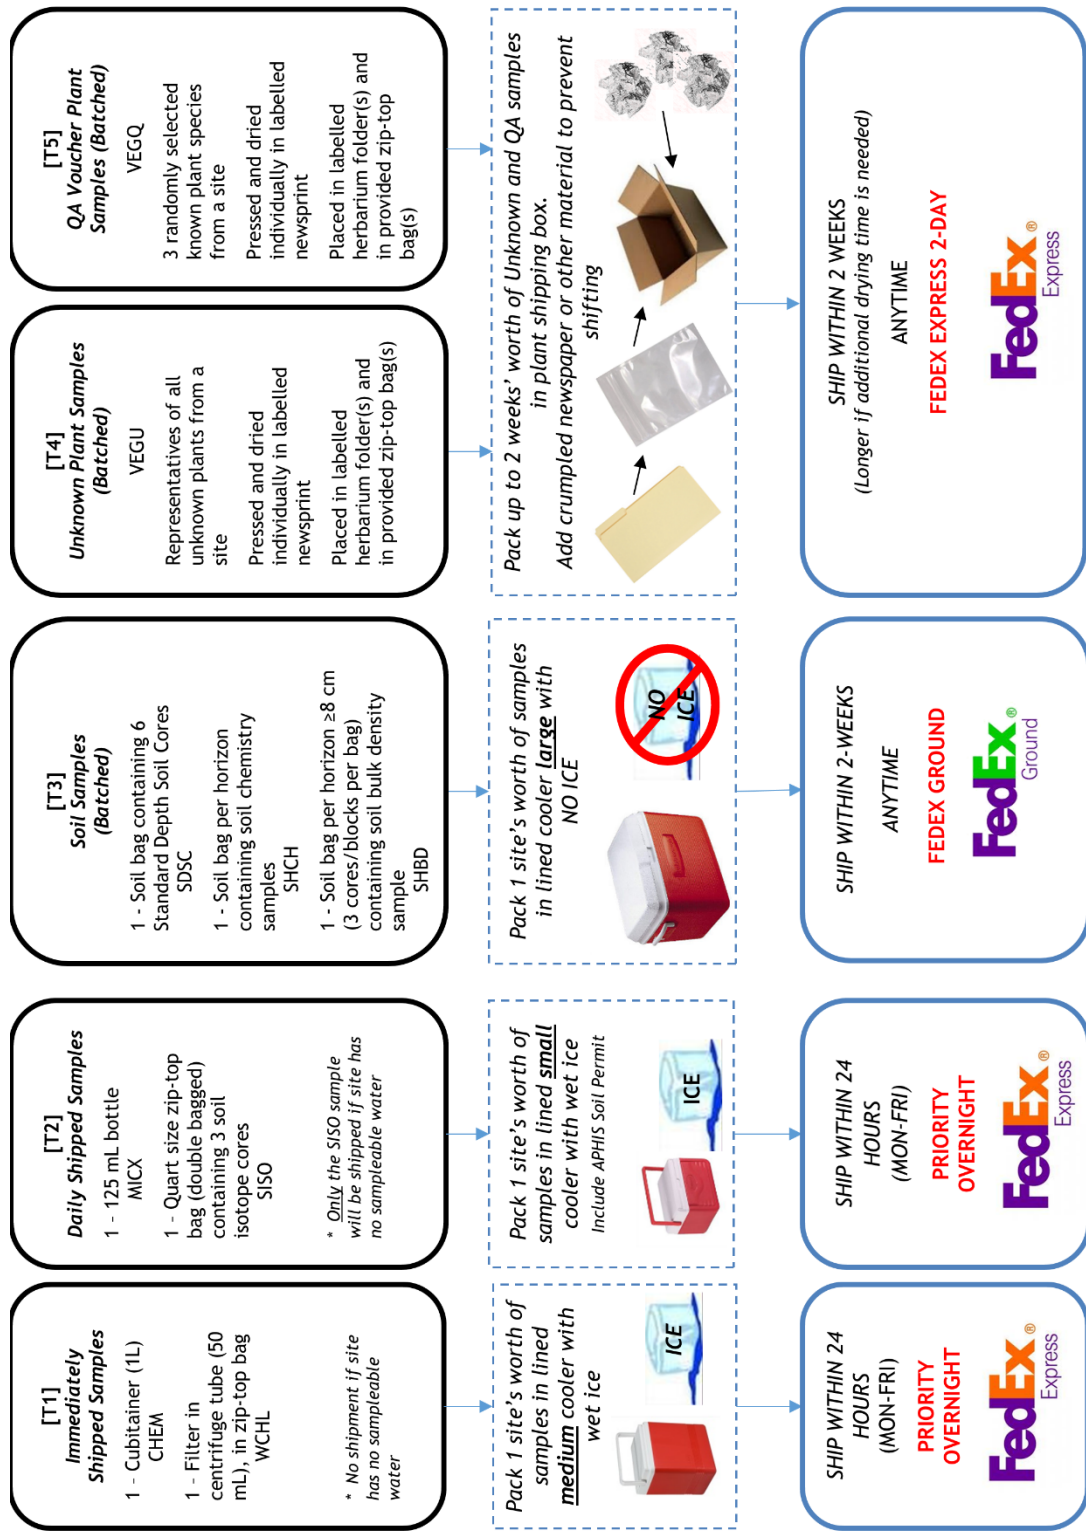 [T1]
Immediately
Shipped Samples
1 - Cubitainer (1L)
CHEM
1 - Filter in
centrifuge tube (50
mL), in zip-top bag
WCHL
* No shipment if site
has no sampleable
water
[T2]
Daily Shipped Samples
1 - 125 mL bottle
MICX
1 - Quart size zip-top
bag (double bagged)
containing 3 soil
isotope cores
SISO
* Only the SISO sample
will be shipped if site has
no sampleable water
[T3]
Soil Samples
(Batched)
1 - Soil bag containing 6
Standard Depth Soil Cores
SDSC
1 - Soil bag per horizon
containing soil chemistry
samples
SHCH
1 - Soil bag per horizon ≥8 cm
(3 cores/blocks per bag)
containing soil bulk density
sample
SHBD
[T4]
Unknown Plant Samples
(Batched)
VEGU
Representatives of all
unknown plants from a
site
Pressed and dried
individually in labelled
newsprint
Placed in labelled
herbarium folder(s) and
in provided zip-top bag(s)
[T5]
QA Voucher Plant
Samples (Batched)
VEGQ
3 randomly selected
known plant species
from a site
Pressed and dried
individually in labelled
newsprint
Placed in labelled
herbarium folder(s) and
in provided zip-top
bag(s)
Pack 1 site's worth of
samples in lined
medium cooler with
wet ice
ICE
Pack 1 site's worth of
samples in lined small
cooler with wet ice
Include APHIS Soil Permit
ICE
Pack 1 site's worth of samples
in lined cooler large with
NO ICE
NO
ICE
Pack up to 2 weeks' worth of Unknown and QA samples
in plant shipping box.
Add crumpled newspaper or other material to prevent
shifting
SHIP WITHIN 24
HOURS
(MON-FRI)
PRIORITY
OVERNIGHT
FedEx®
Express
SHIP WITHIN 24
HOURS
(MON-FRI)
PRIORITY
OVERNIGHT
FedEx®
Express
SHIP WITHIN 2-WEEKS
ANYTIME
FEDEX GROUND
FedEx®
Ground
SHIP WITHIN 2 WEEKS
(Longer if additional drying time is needed)
ANYTIME
FEDEX EXPRESS 2-DAY
FedEx®
Express